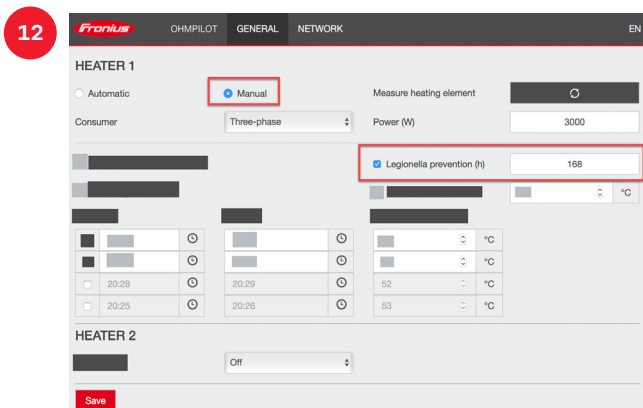 12
Fronius OHMPILOT GENERAL NETWORK EN
HEATER 1
Automatic Manual Measure heating element
Consumer Three-phase Power (W) 3000
Legionella prevention (h) 168
°C
°C
°C
20:28 20:29 52 °C
20:25 20:26 53 °C
HEATER 2
Off
Save